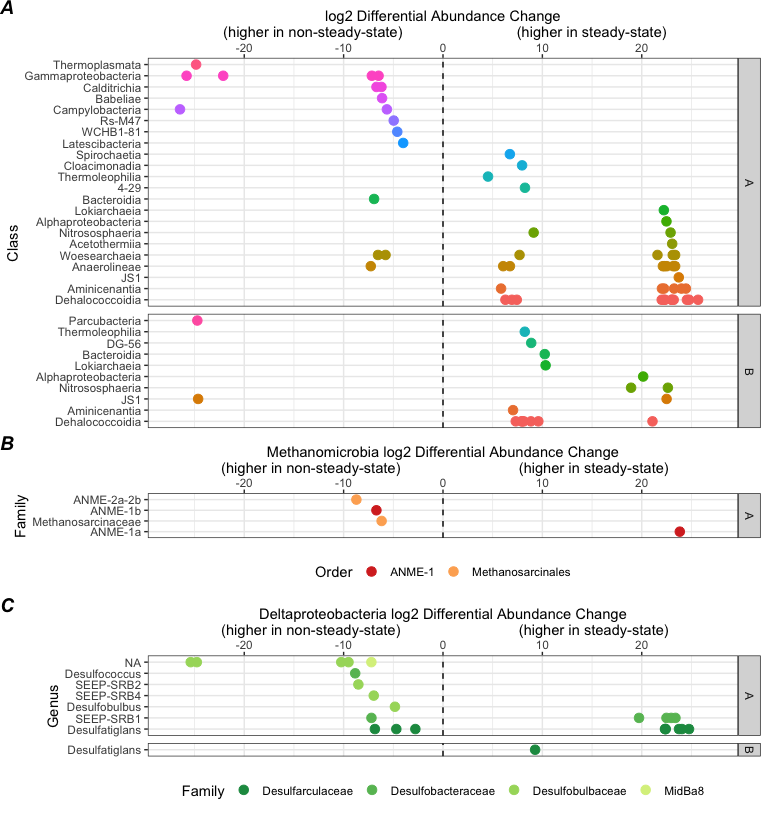 A
log2 Differential Abundance Change
(higher in non-steady-state) (higher in steady-state)
-20 -10 0 10 20
Class
Thermoplasmata
Gammaproteobacteria
Calditrichia
Babeliae
Campylobacteria
Rs-M47
WCHB1-81
Latescibacteria
Spirochaetia
Cloacimonadia
Thermoleophilia
4-29
Bacteroidia
Lokiarchaeia
Alphaproteobacteria
Nitrososphaeria
Acetothermiia
Woesearchaeia
Anaerolineae
JS1
Aminicenantia
Dehalococcoidia
A
Parcubacteria
Thermoleophilia
DG-56
Bacteroidia
Lokiarchaeia
Alphaproteobacteria
Nitrososphaeria
JS1
Aminicenantia
Dehalococcoidia
B
B
Methanomicrobia log2 Differential Abundance Change
(higher in non-steady-state) (higher in steady-state)
-20 -10 0 10 20
Family
ANME-2a-2b
ANME-1b
Methanosarcinaceae
ANME-1a
A
Order ANME-1 Methanosarcinales
C
Deltaproteobacteria log2 Differential Abundance Change
(higher in non-steady-state) (higher in steady-state)
-20 -10 0 10 20
Genus
NA
Desulfococcus
SEEP-SRB2
SEEP-SRB4
Desulfobulbus
SEEP-SRB1
Desulfatiglans
A
Desulfatiglans
B
Family Desulfarculaceae Desulfobacteraceae Desulfobulbaceae MidBa8